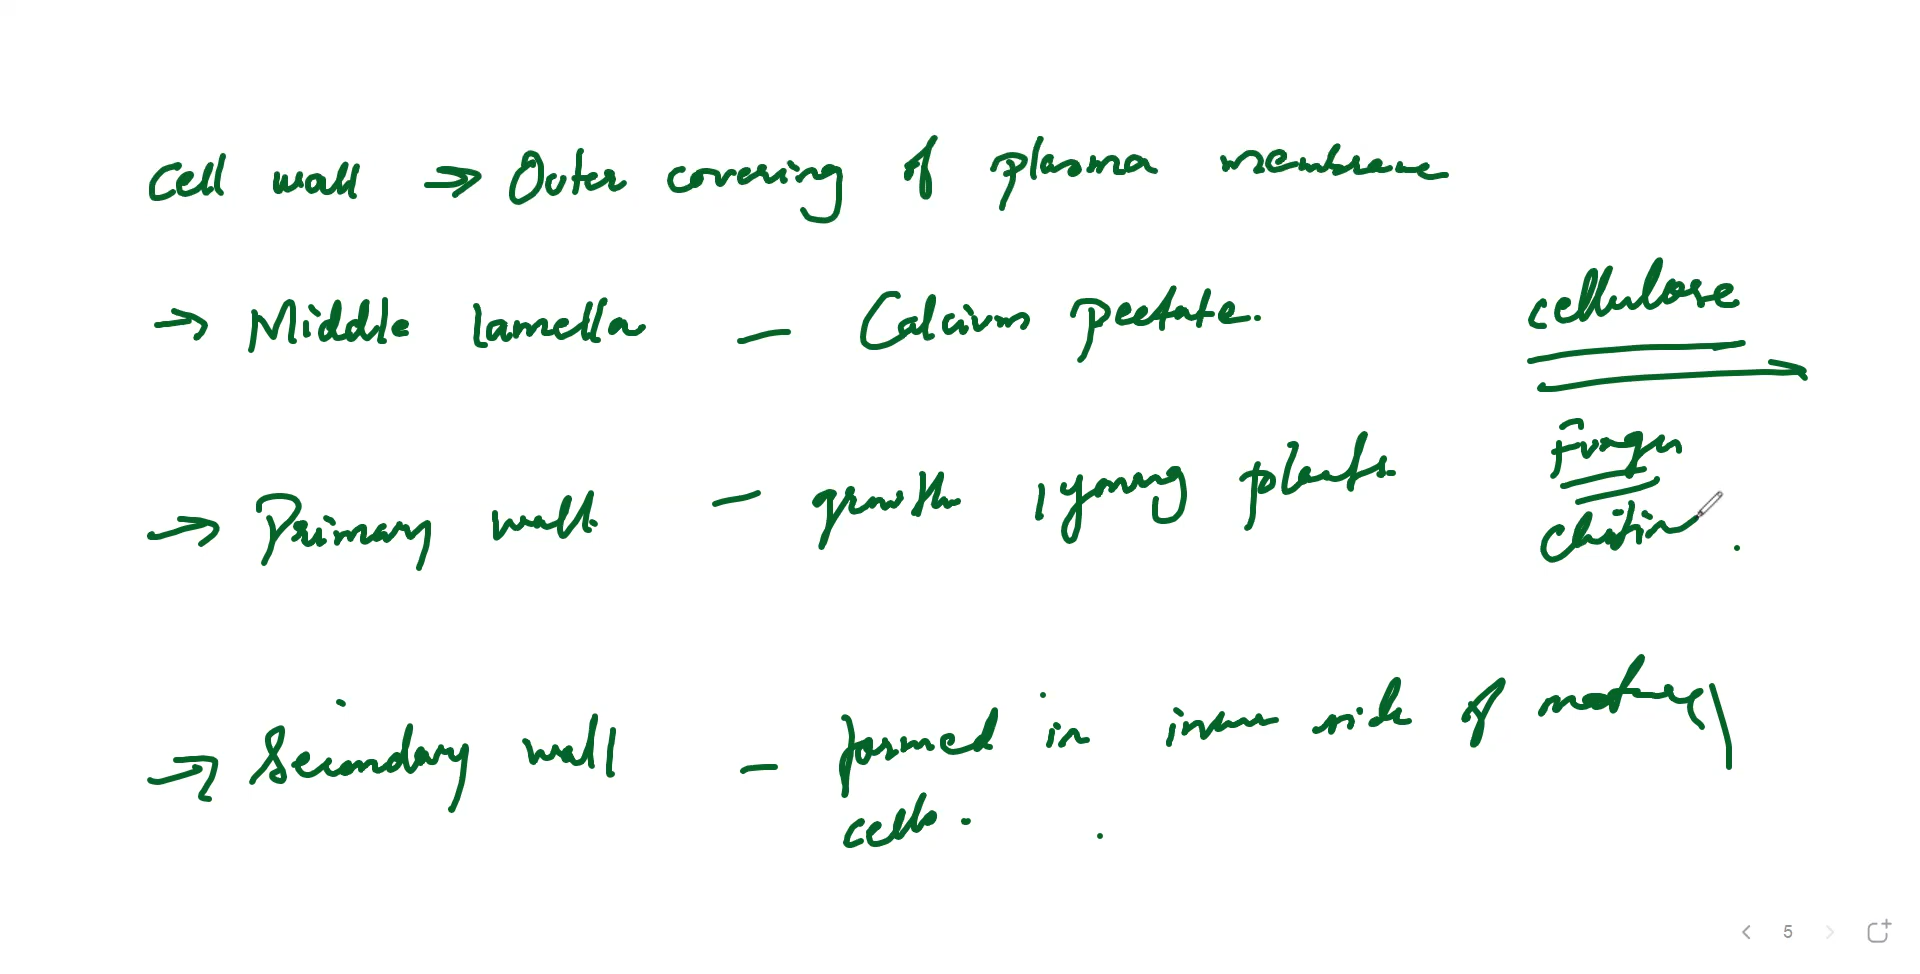 Cell wall → Outer covering of plasma membrane
→ Middle lamella – Calcium pectate.
cellulose
→ Primary wall – growth, young plants
Fungi
chitin.
→ Secondary wall – formed in inner side of
cells.
5